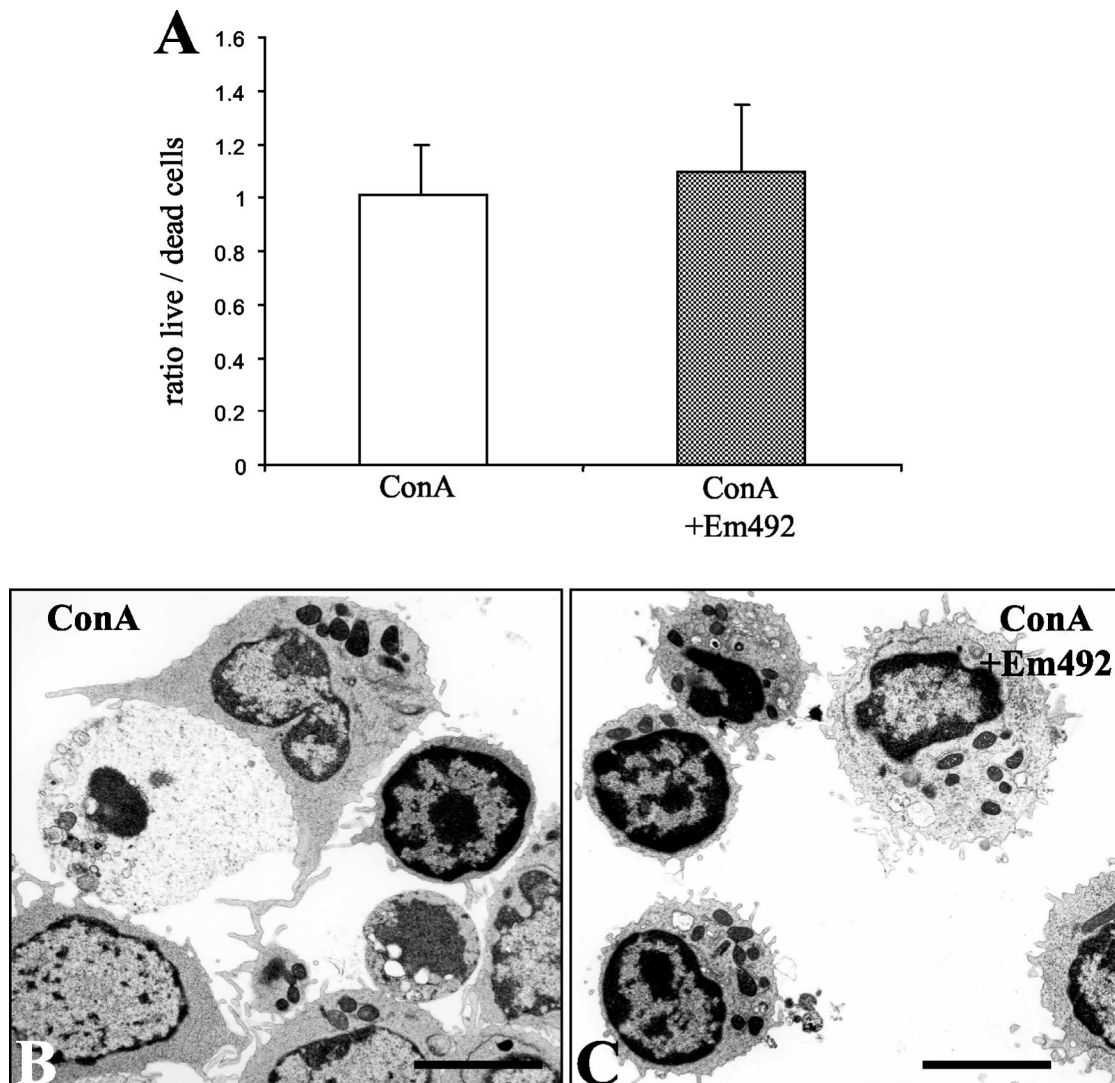 A
1.6
1.4
1.2
1
0.8
0.6
0.4
0.2
0
ratio live / dead cells
ConA
ConA
+Em492
ConA
B
ConA
+Em492
C